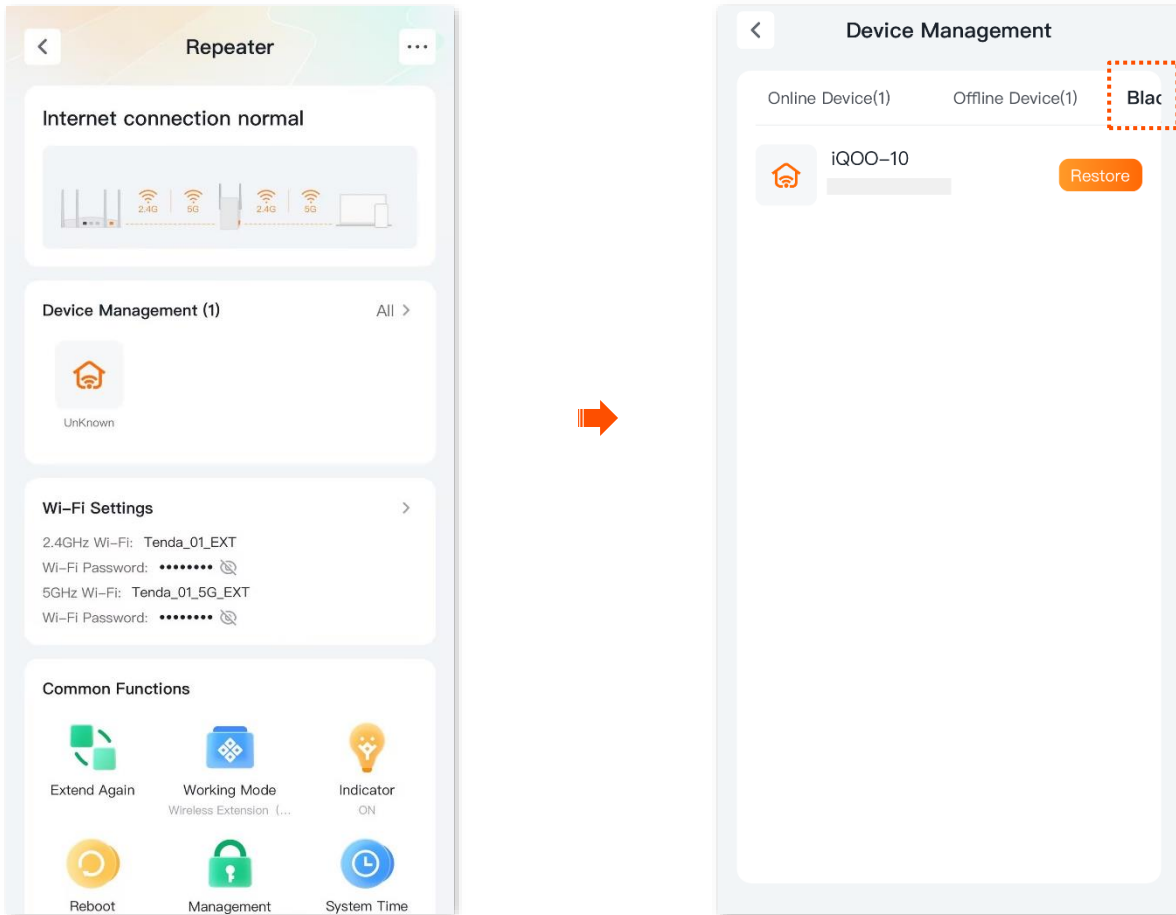 Repeater
Internet connection normal
2.4G 5G 2.4G 5G
Device Management (1) All
UnKnown
Wi-Fi Settings
2.4GHz Wi-Fi: Tenda_01_EXT
Wi-Fi Password: ••••••••
5GHz Wi-Fi: Tenda_01_5G_EXT
Wi-Fi Password: ••••••••
Common Functions
Extend Again Working Mode Indicator
Wireless Extension (... ON
Reboot Management System Time
Device Management
Online Device(1) Offline Device(1) Blac
iQOO-10
Restore